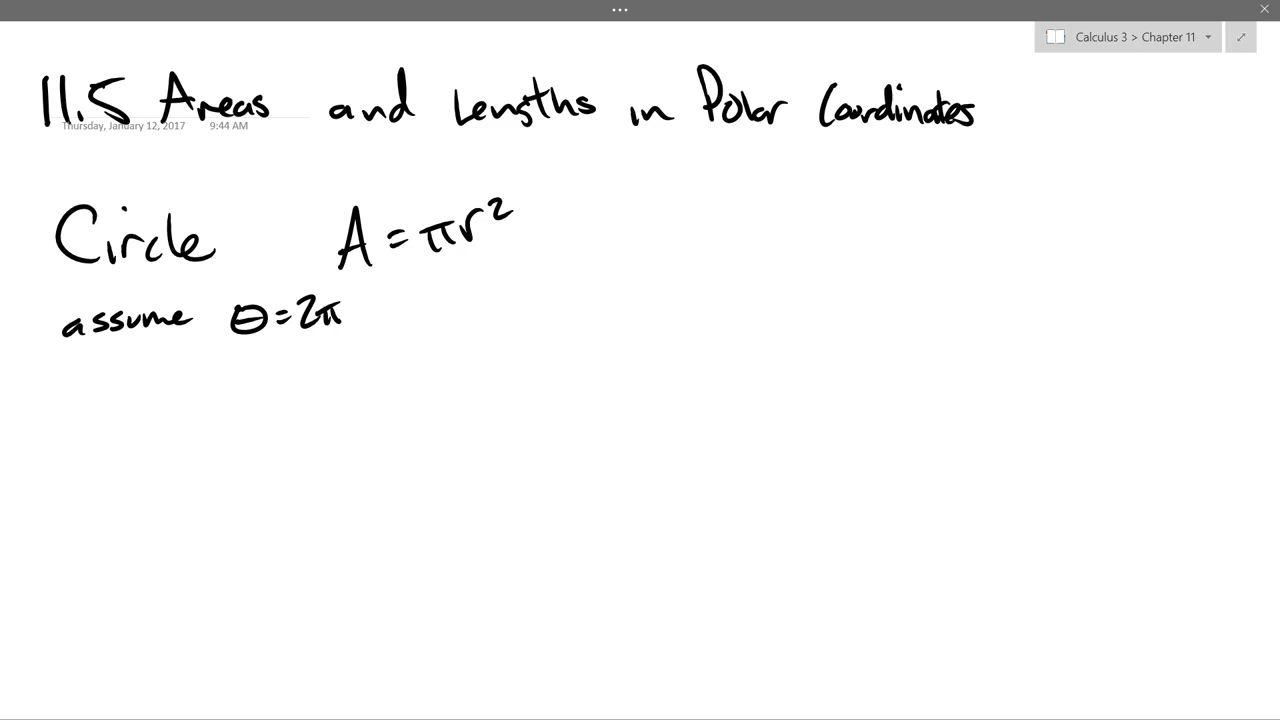 Calculus 3 > Chapter 11
11.5 Areas and Lengths in Polar Coordinates
Thursday, January 12, 2017 9:44 AM
Circle A = πr²
assume θ = 2π